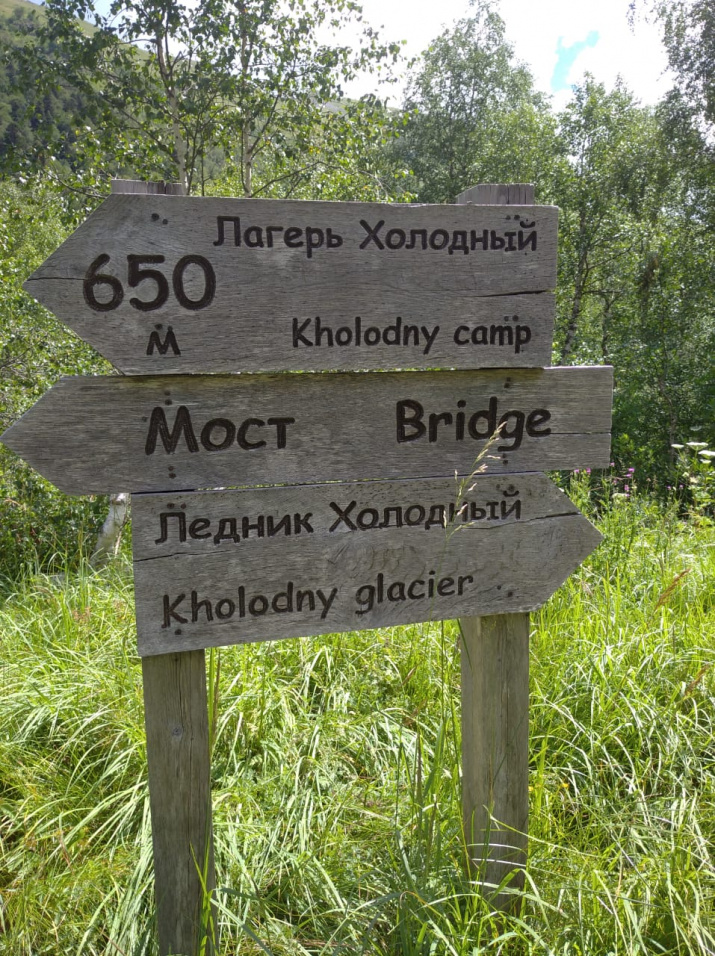 Лагерь Холодный
650
м
Kholodny camp
Мост Bridge
Ледник Холодный
Kholodny glacier